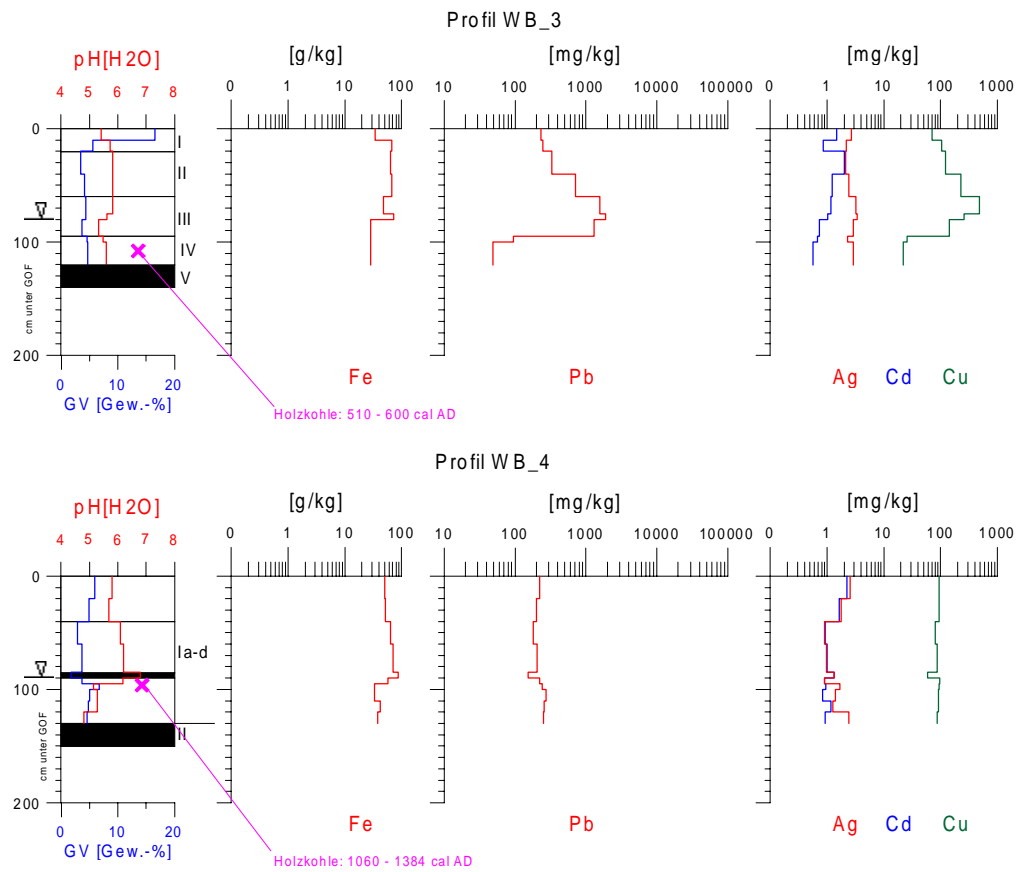 Profil WB_3
[g/kg] [mg/kg] [mg/kg]
pH[H2O]
4 5 6 7 8
0 1 10 100
10 100 1000 10000 100000
0 1 10 100 1000
0
I
II
III
100
IV
V
200
cm unter GOF
0 10 20
GV [Gew.-%]
Fe Pb Ag Cd Cu
Holzkohle: 510 - 600 cal AD
Profil WB_4
[g/kg] [mg/kg] [mg/kg]
pH[H2O]
4 5 6 7 8
0 1 10 100
10 100 1000 10000 100000
0 1 10 100 1000
0
Ia-d
100
II
200
cm unter GOF
0 10 20
GV [Gew.-%]
Fe Pb Ag Cd Cu
Holzkohle: 1060 - 1384 cal AD